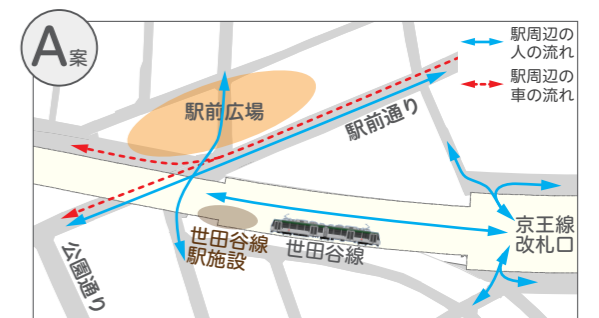 A案
駅周辺の
人の流れ
駅周辺の
車の流れ
駅前広場
駅前通り
京王線
改札口
世田谷線
駅施設
世田谷線
公園通り